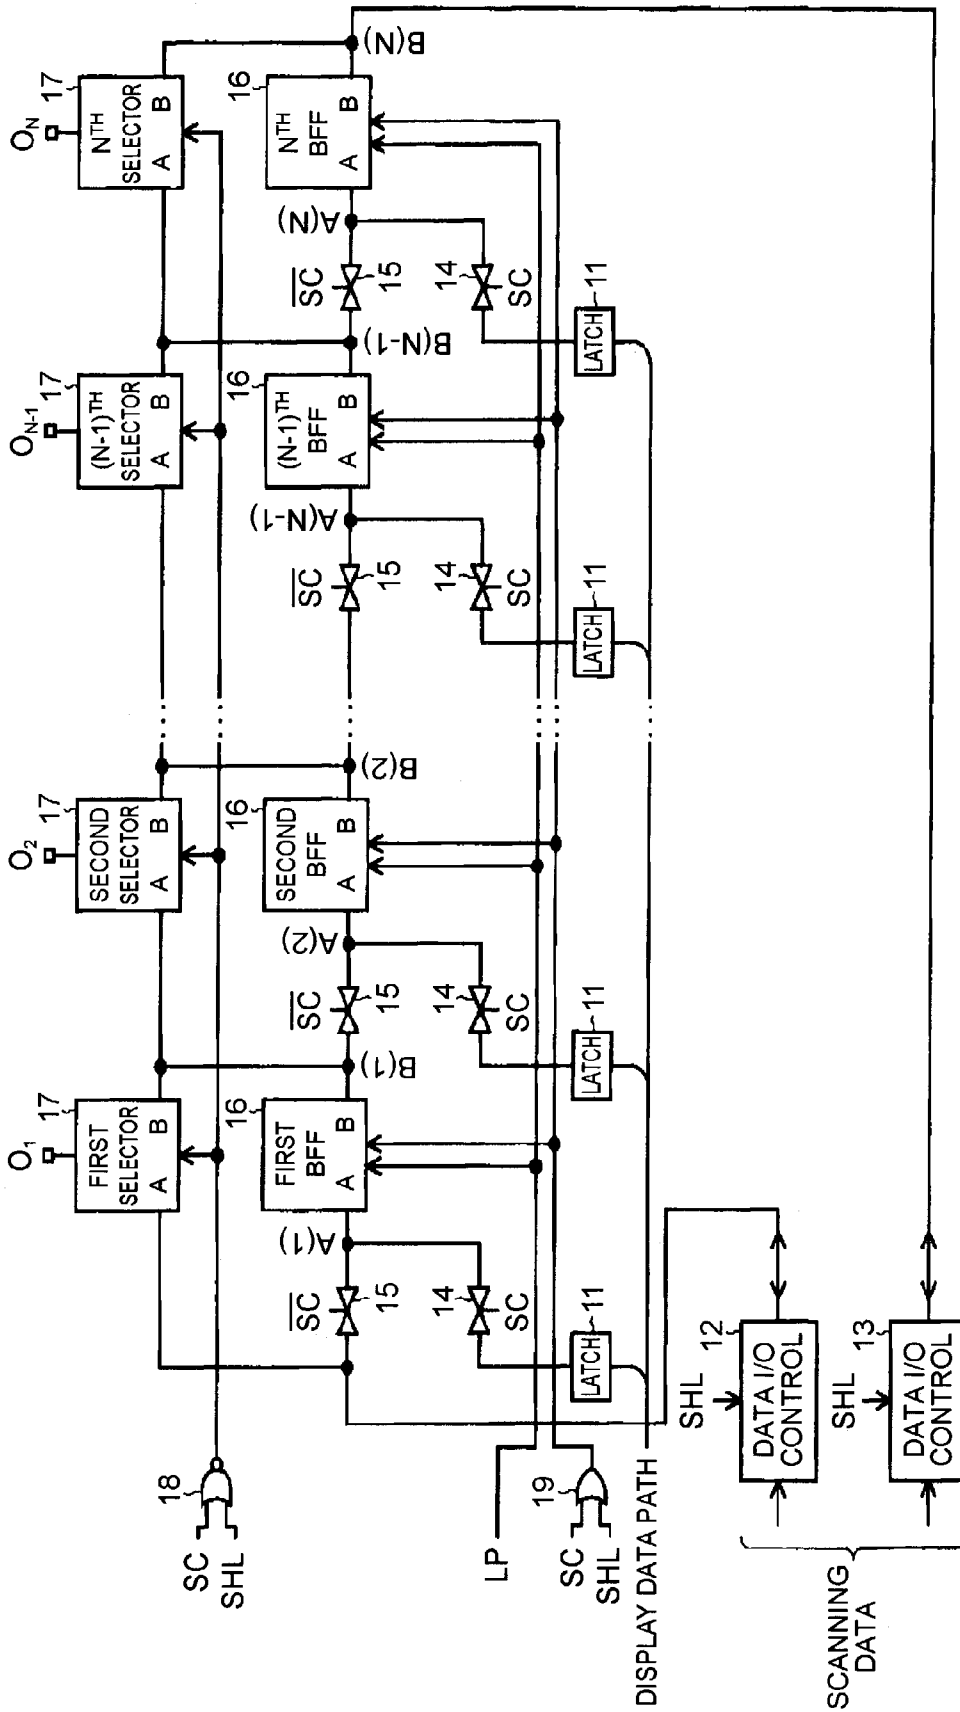 O1
O2
ON-1
ON
17
17
17
17
FIRST SELECTOR
A B
SECOND SELECTOR
A B
(N-1)TH SELECTOR
A B
NTH SELECTOR
A B
SC
SHL
18
16
16
16
16
FIRST BFF
A B
SECOND BFF
A B
(N-1)TH BFF
A B
NTH BFF
A B
A(1)
B(1)
A(2)
B(2)
A(N-1)
B(N-1)
A(N)
B(N)
SC
15
SC
15
SC
15
SC
15
14
SC
14
SC
14
SC
14
SC
LP
SC
SHL
19
LATCH
11
LATCH
11
LATCH
11
LATCH
11
DISPLAY DATA PATH
SHL
12
DATA I/O CONTROL
SHL
13
DATA I/O CONTROL
SCANNING DATA